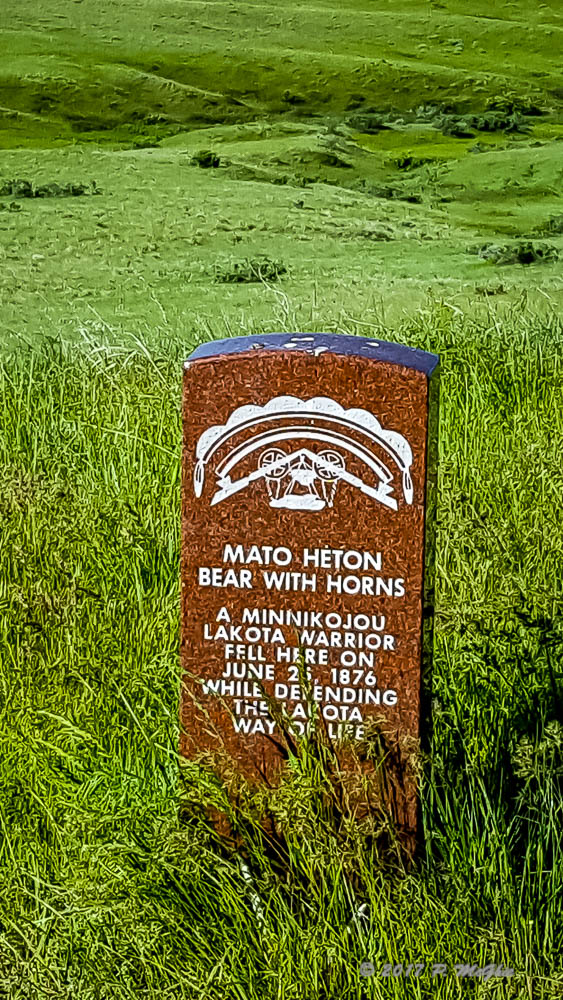 MATO HETON
BEAR WITH HORNS
A MINNIKOJOU
LAKOTA WARRIOR
FELL HERE ON
JUNE 25, 1876
WHILE DEFENDING
THE LAKOTA
WAY OF LIFE
© 2017 P.